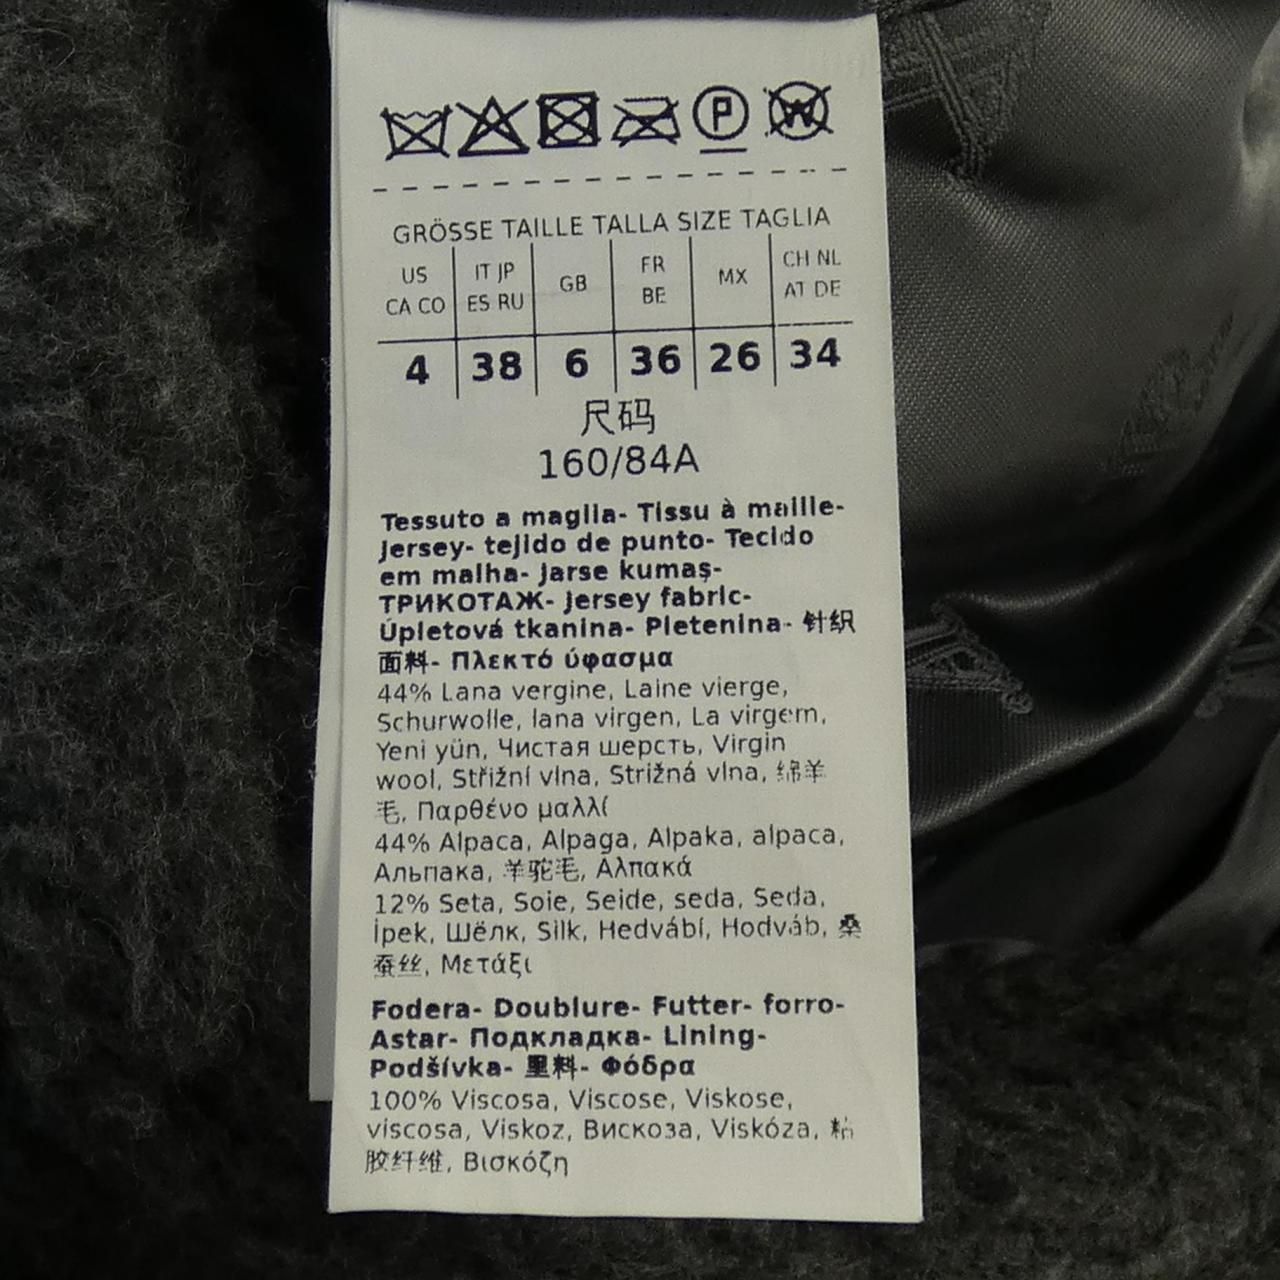 P W
GRÖSSE TAILLE TALLA SIZE TAGLIA
US CA CO IT JP ES RU GB FR BE MX CH NL AT DE
4 38 6 36 26 34
尺码
160/84A
Tessuto a maglia- Tissu à maille-
Jersey- tejido de punto- Tecido
em malha- Jarse kumaş-
ТРИКОТАЖ- Jersey fabric-
Úpletová tkanina- Pletenina- 针织
面料- Πλεκτό ύφασμα
44% Lana vergine, Laine vierge,
Schurwolle, lana virgen, La virgem,
Yeni yün, Чистая шерсть, Virgin
wool, Střižní vlna, Strižná vlna, 绵羊
毛, Παρθένο μαλλί
44% Alpaca, Alpaga, Alpaka, alpaca,
Альпака, 羊驼毛, Αλπακά
12% Seta, Soie, Seide, seda, Seda,
İpek, Шёлк, Silk, Hedvábí, Hodváb, 桑
蚕丝, Μετάξι
Fodera- Doublure- Futter- forro-
Astar- Подкладка- Lining-
Podšívka- 里料- Φόδρα
100% Viscosa, Viscose, Viskose,
viscosa, Viskoz, Вискоза, Viskóza, 粘
胶纤维, Βισκόζη